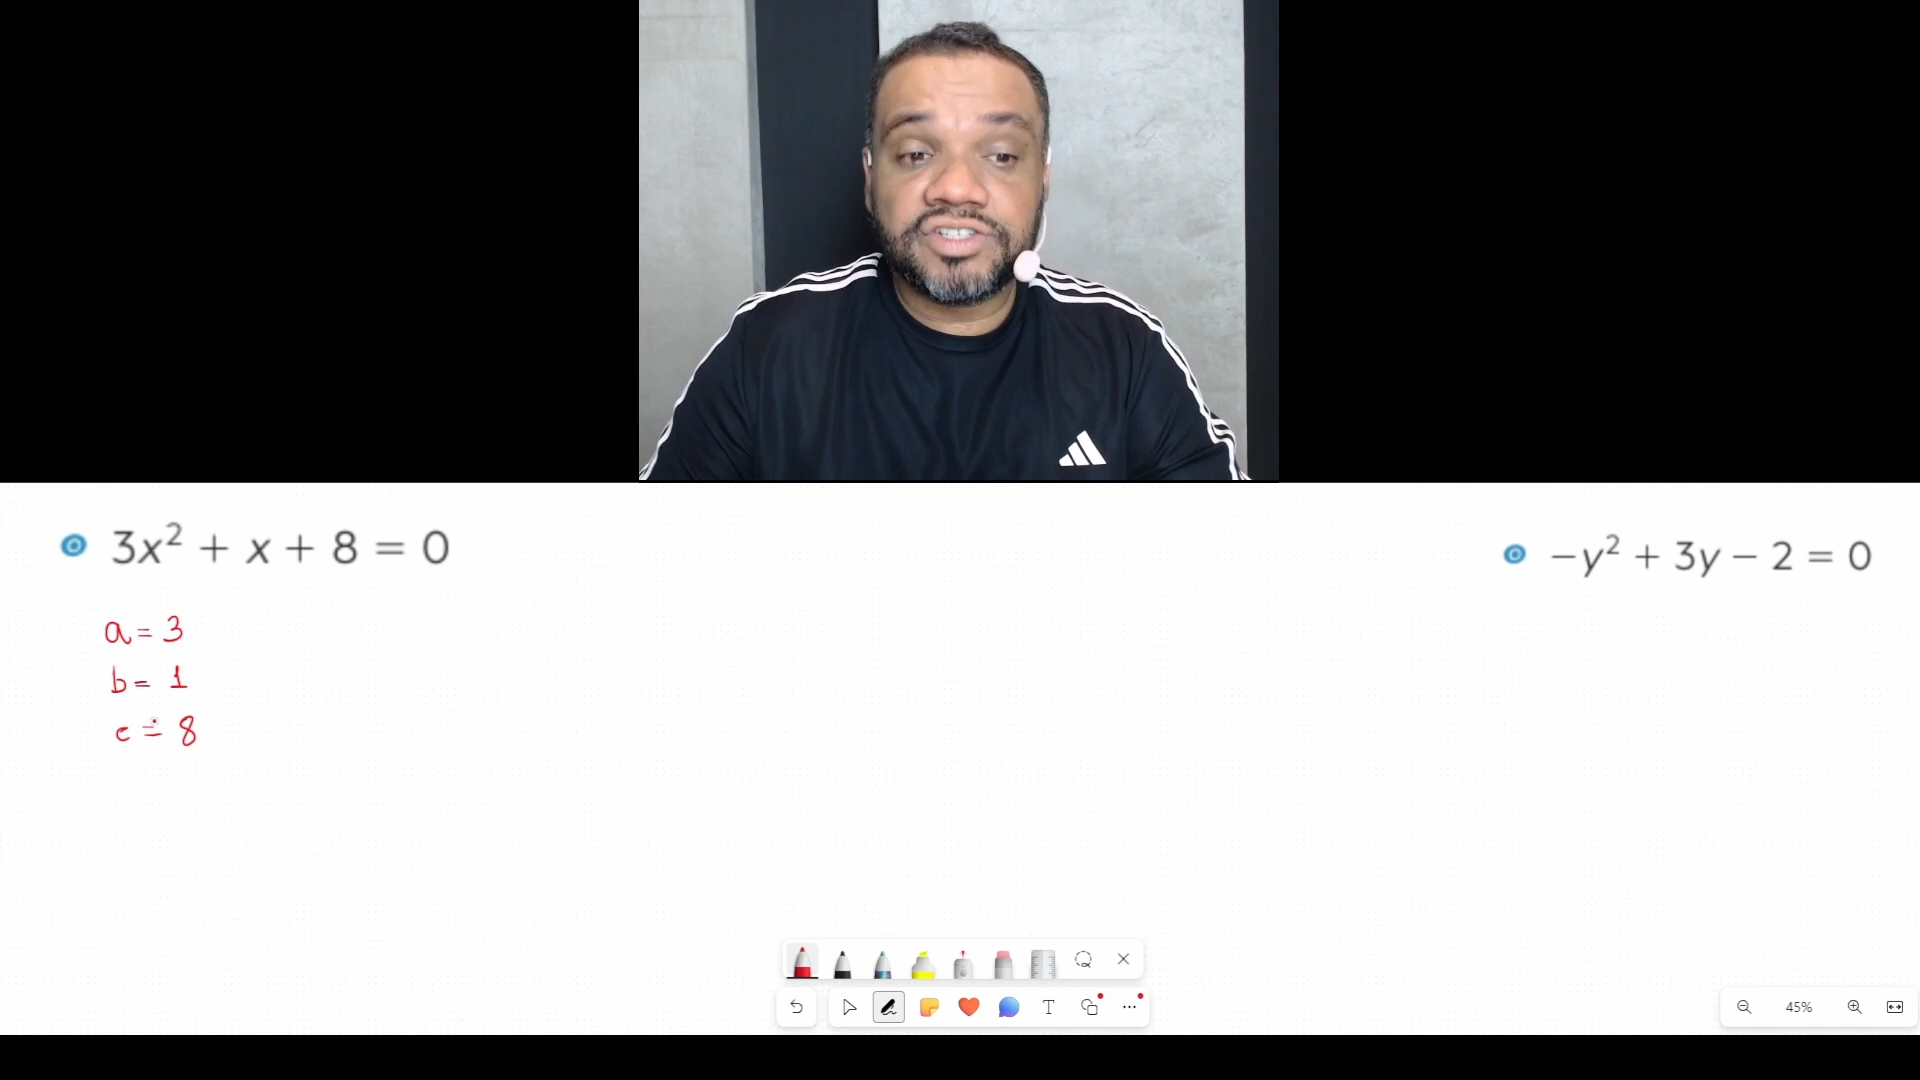 3x² + x + 8 = 0
−y² + 3y − 2 = 0
a = 3
b = 1
c = 8
45%